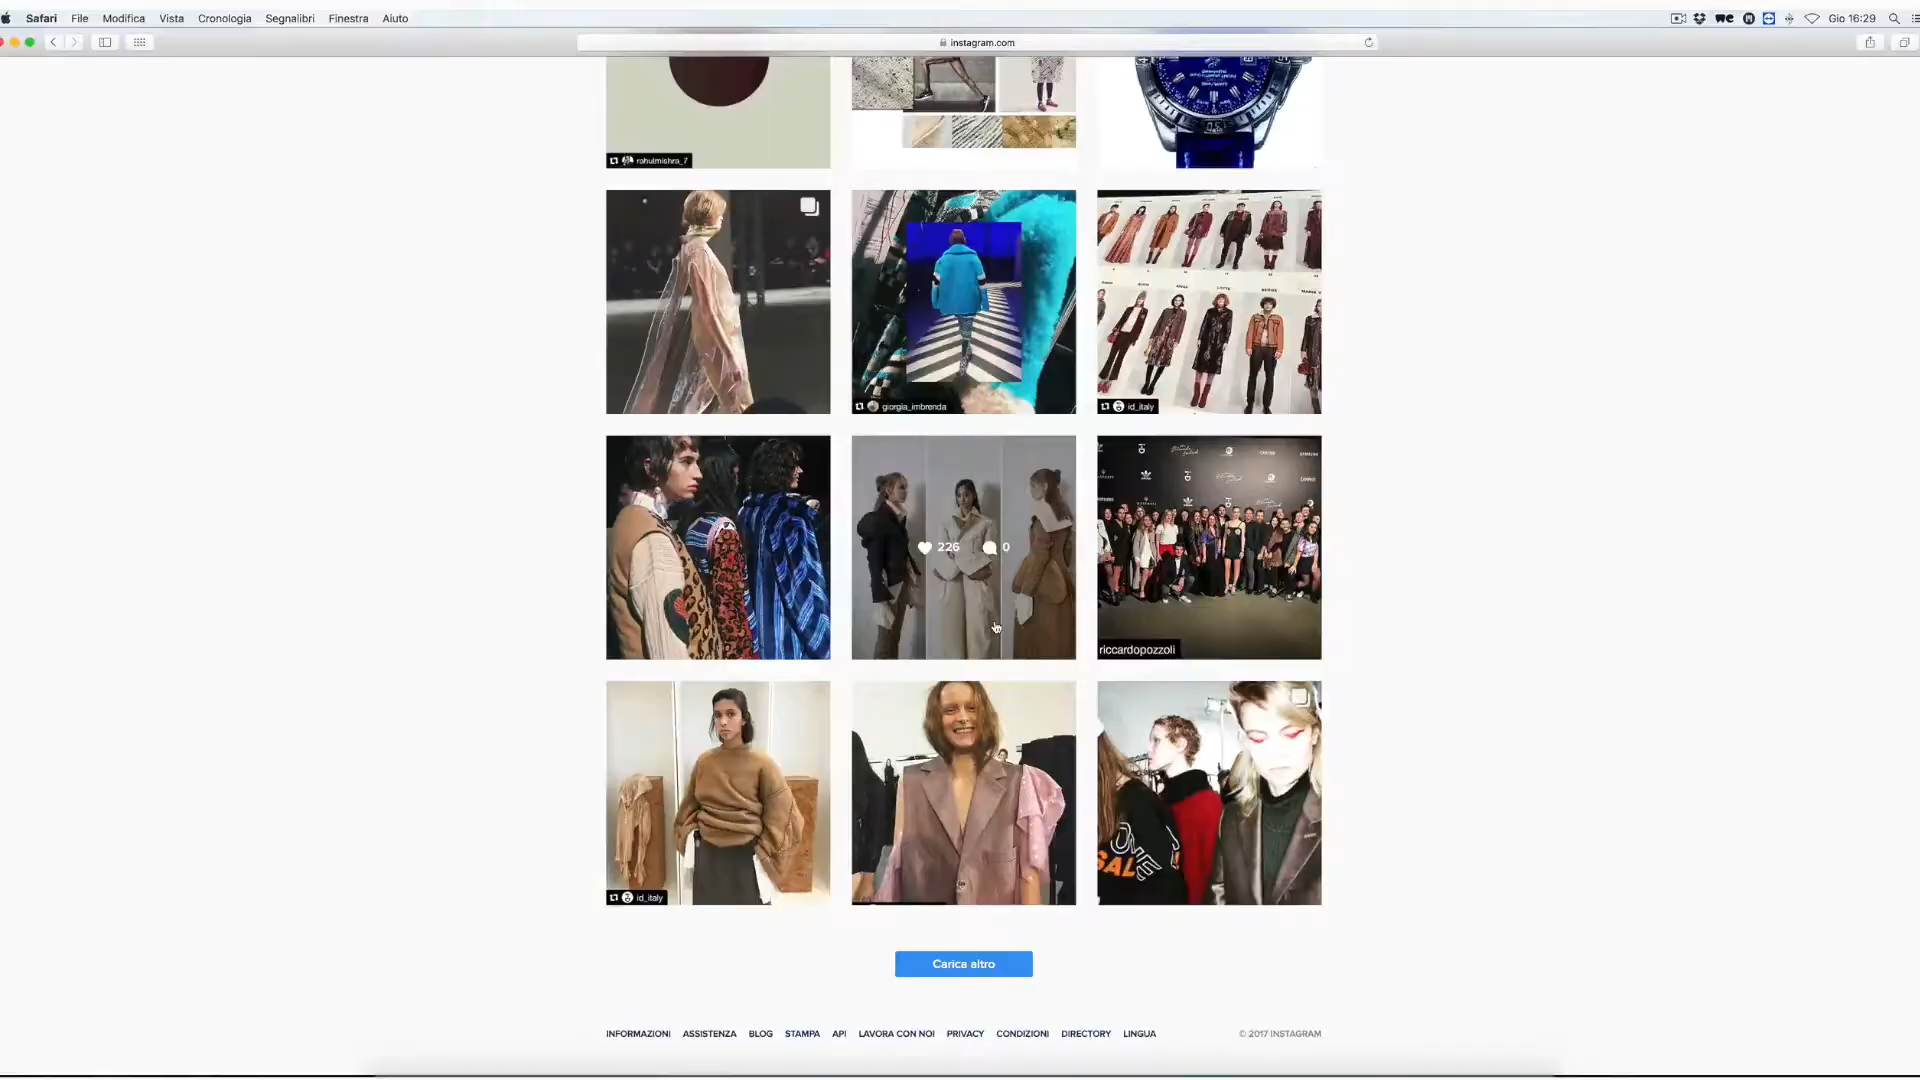 Safari File Modifica Vista Cronologia Segnalibri Finestra Aiuto
Gio 16:29
instagram.com
rahulmishra_7
giorgia_imbrenda
id_italy
226 0
riccardopozzoli
id_italy
Carica altro
INFORMAZIONI ASSISTENZA BLOG STAMPA API LAVORA CON NOI PRIVACY CONDIZIONI DIRECTORY LINGUA
© 2017 INSTAGRAM